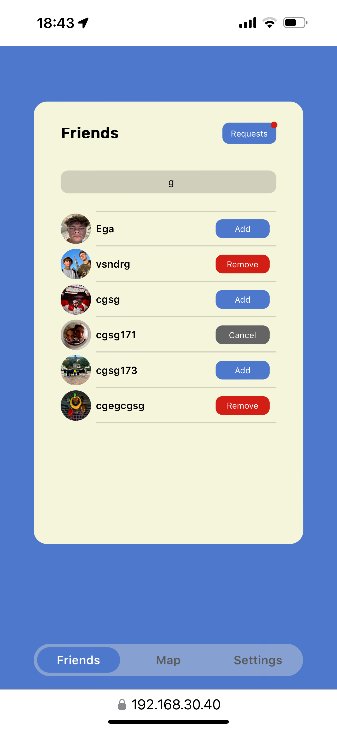 18:43
Friends
Requests
g
Ega
Add
vsndrg
Remove
cgsg
Add
cgsg171
Cancel
cgsg173
Add
cgegcgsg
Remove
Friends
Map
Settings
192.168.30.40